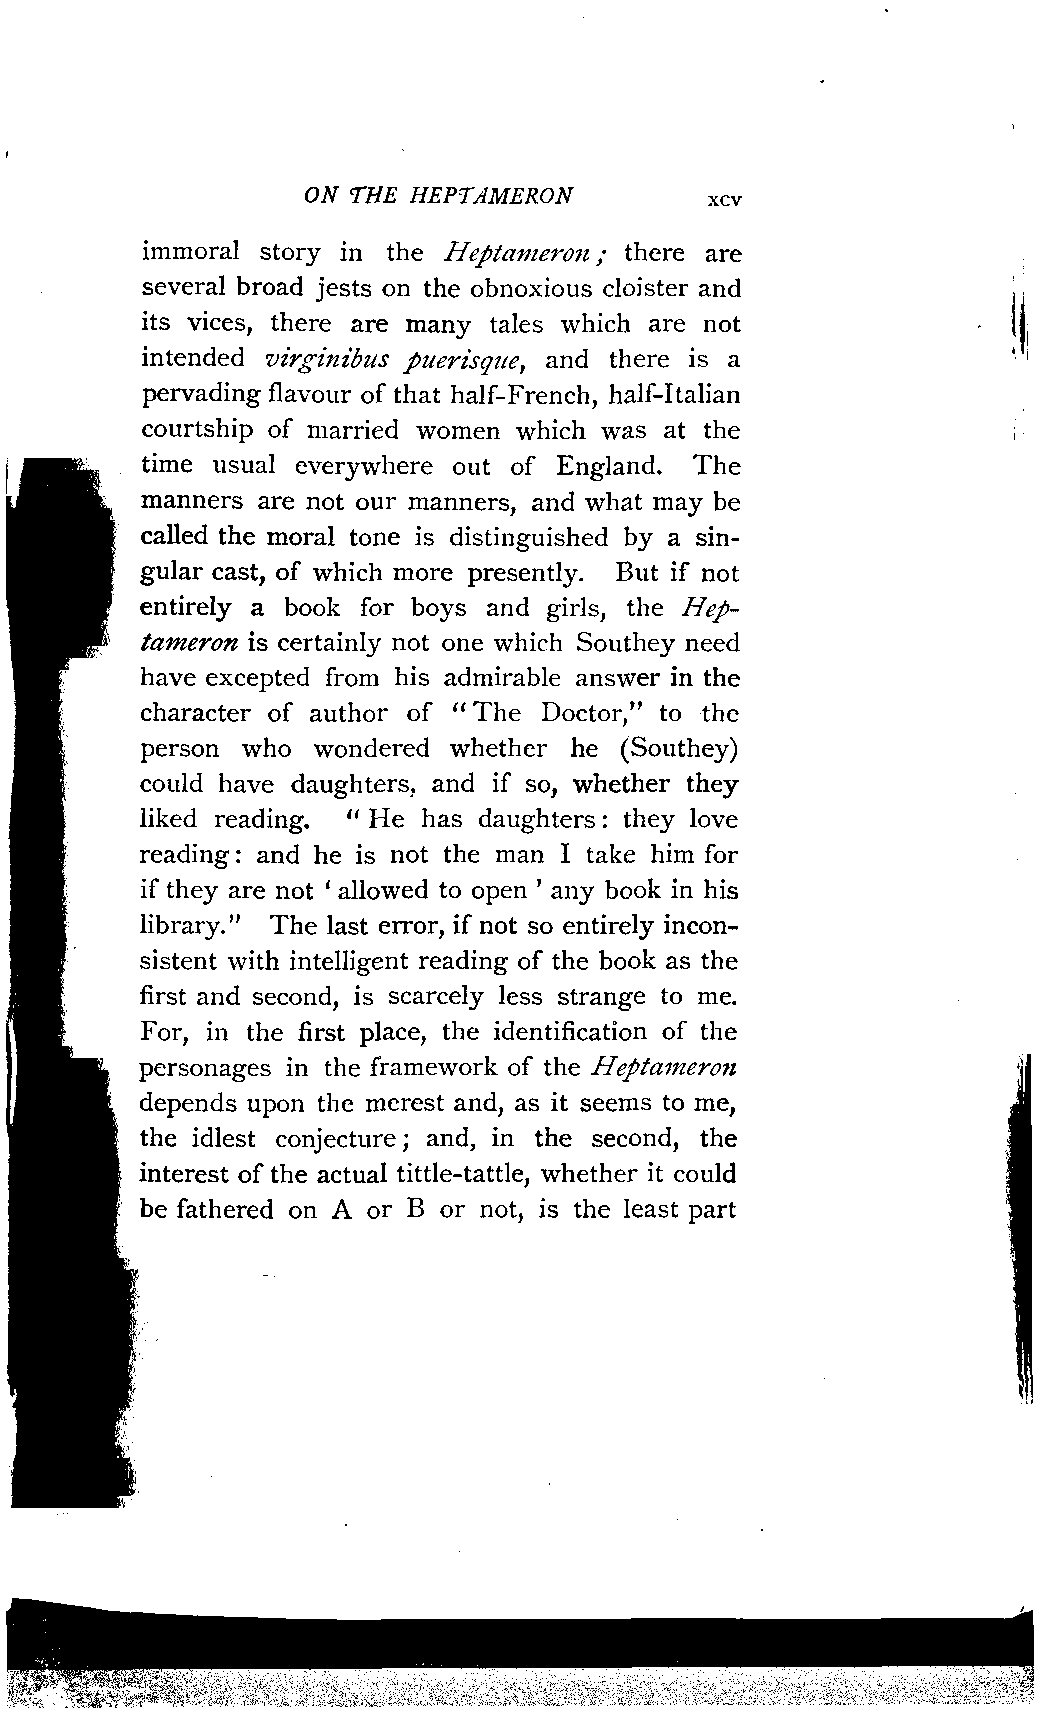 ON THE HEPTAMERON xcv
immoral story in the Heptameron; there are
several broad jests on the obnoxious cloister and
its vices, there are many tales which are not
intended virginibus puerisque, and there is a
pervading flavour of that half-French, half-Italian
courtship of married women which was at the
time usual everywhere out of England. The
manners are not our manners, and what may be
called the moral tone is distinguished by a sin-
gular cast, of which more presently. But if not
entirely a book for boys and girls, the Hep-
tameron is certainly not one which Southey need
have excepted from his admirable answer in the
character of author of "The Doctor," to the
person who wondered whether he (Southey)
could have daughters, and if so, whether they
liked reading. "He has daughters: they love
reading: and he is not the man I take him for
if they are not 'allowed to open' any book in his
library." The last error, if not so entirely incon-
sistent with intelligent reading of the book as the
first and second, is scarcely less strange to me.
For, in the first place, the identification of the
personages in the framework of the Heptameron
depends upon the merest and, as it seems to me,
the idlest conjecture; and, in the second, the
interest of the actual tittle-tattle, whether it could
be fathered on A or B or not, is the least part